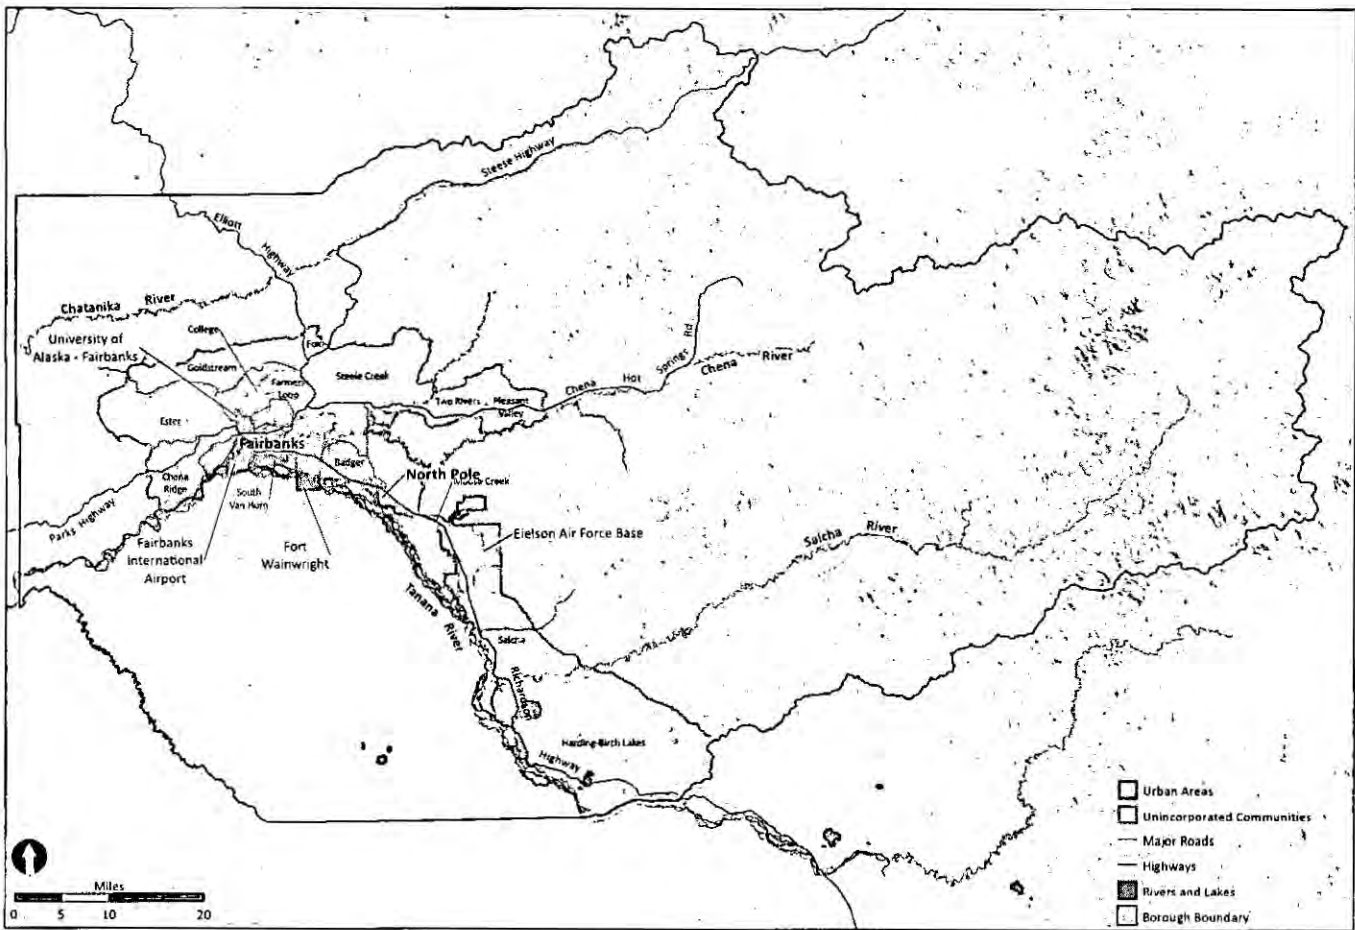 Steese Highway
Elliott
Highway
Chatanika River
College
University of
Alaska - Fairbanks
Fox
Goldstream
Farmers
Loop
Steele Creek
Springs Rd
Chena River
Chena Hot
Two Rivers
Pleasant
Valley
Ester
Fairbanks
Badger
North Pole
Moose Creek
Chena
Ridge
South
Van Horn
Parks Highway
Eielson Air Force Base
Salcha River
Fairbanks
International
Airport
Fort
Wainwright
Tanana
River
Salcha
Richardson
Harding-Birch Lakes
Highway
Urban Areas
Unincorporated Communities
Major Roads
Highways
Rivers and Lakes
Borough Boundary
Miles
0 5 10 20